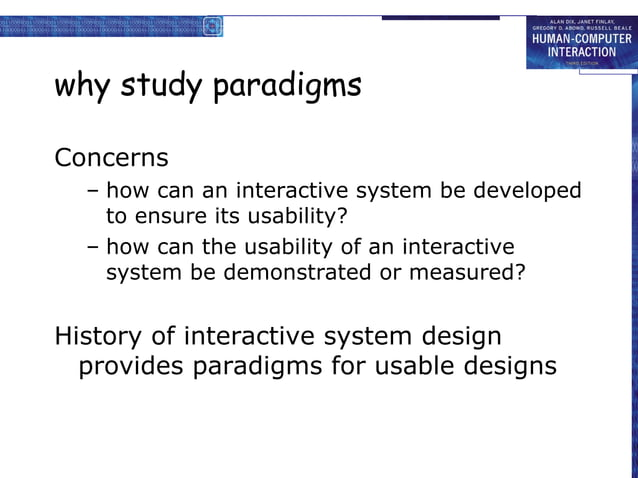 ALAN DIX, JANET FINLAY,
GREGORY D. ABOWD, RUSSELL BEALE
HUMAN-COMPUTER
INTERACTION
THIRD EDITION
why study paradigms
Concerns
– how can an interactive system be developed
to ensure its usability?
– how can the usability of an interactive
system be demonstrated or measured?
History of interactive system design
provides paradigms for usable designs